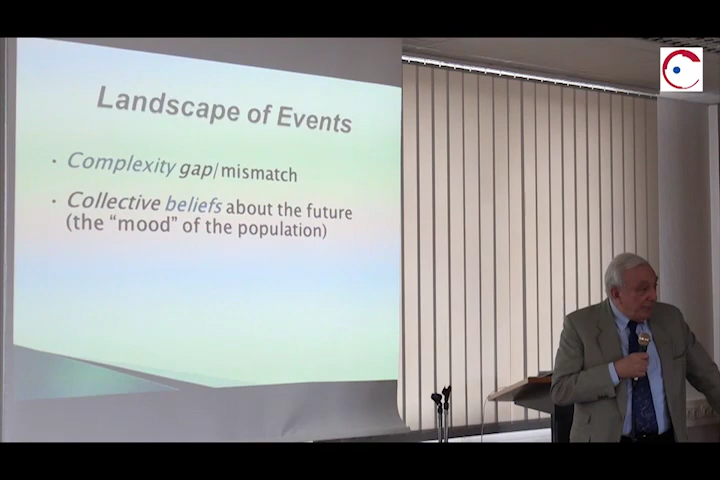 Landscape of Events
• Complexity gap/mismatch
• Collective beliefs about the future
(the “mood” of the population)